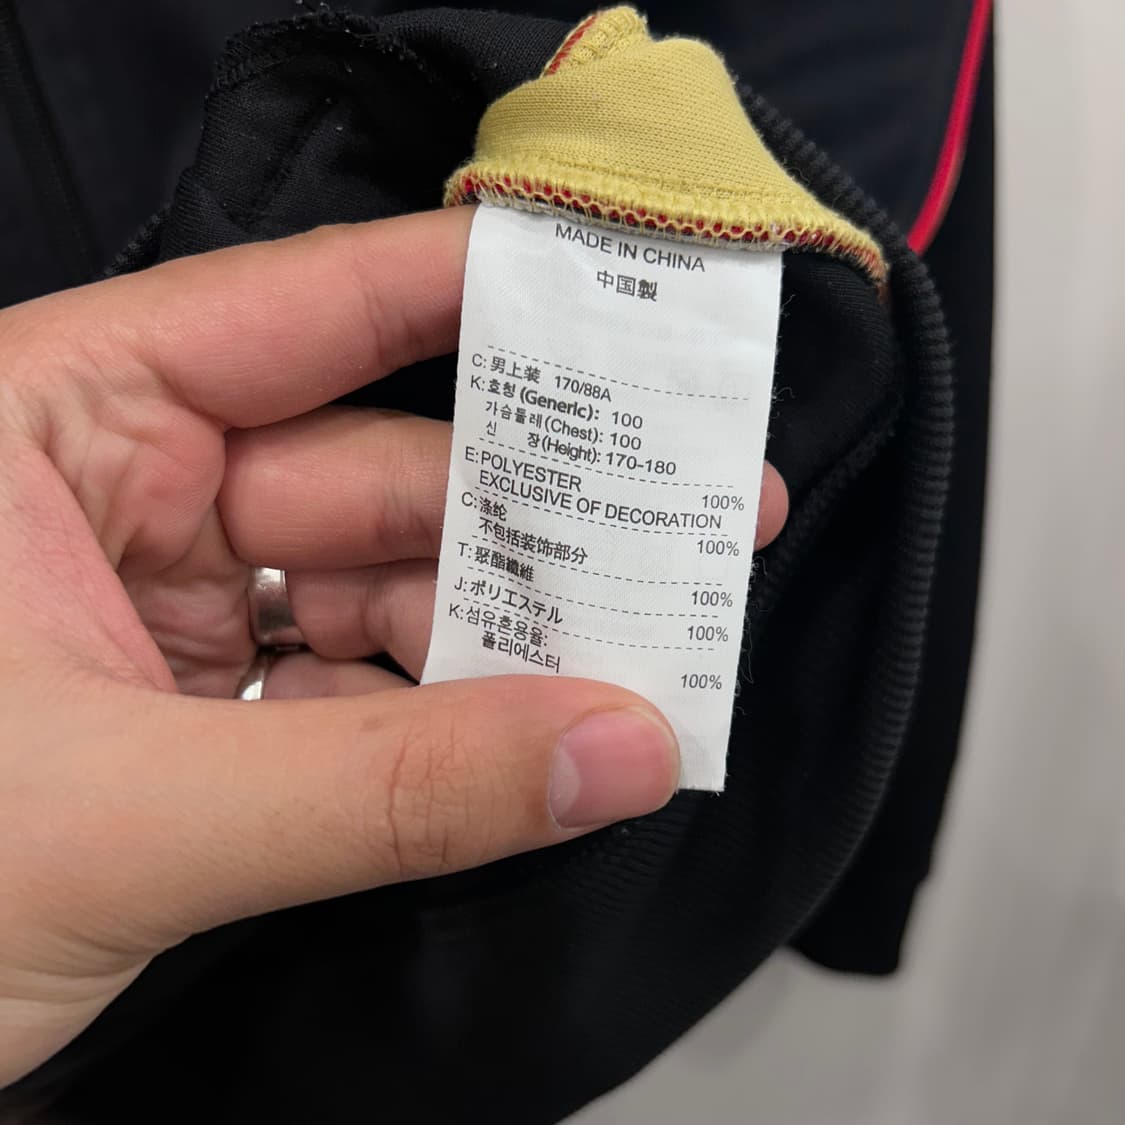 MADE IN CHINA
中国製
C: 男上装 170/88A
K: 호칭 (Generic): 100
가슴둘레 (Chest): 100
신 장 (Height): 170-180
E: POLYESTER 100%
EXCLUSIVE OF DECORATION
C: 涤纶 100%
不包括装饰部分
T: 聚酯纖維 100%
J: ポリエステル 100%
K: 섬유혼용율:
폴리에스터 100%